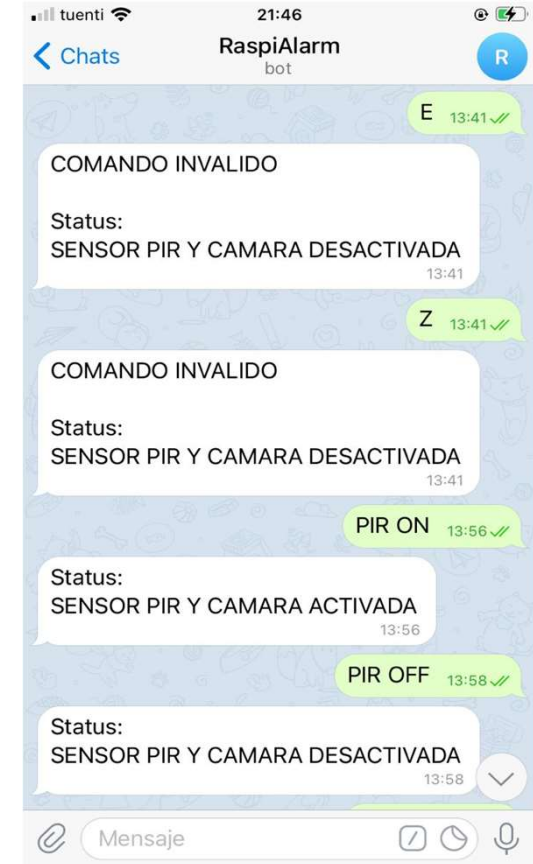 tuenti
21:46
Chats
RaspiAlarm
R
bot
E 13:41
COMANDO INVALIDO
Status:
SENSOR PIR Y CAMARA DESACTIVADA
13:41
Z 13:41
COMANDO INVALIDO
Status:
SENSOR PIR Y CAMARA DESACTIVADA
13:41
PIR ON 13:56
Status:
SENSOR PIR Y CAMARA ACTIVADA
13:56
PIR OFF 13:58
Status:
SENSOR PIR Y CAMARA DESACTIVADA
13:58
Mensaje